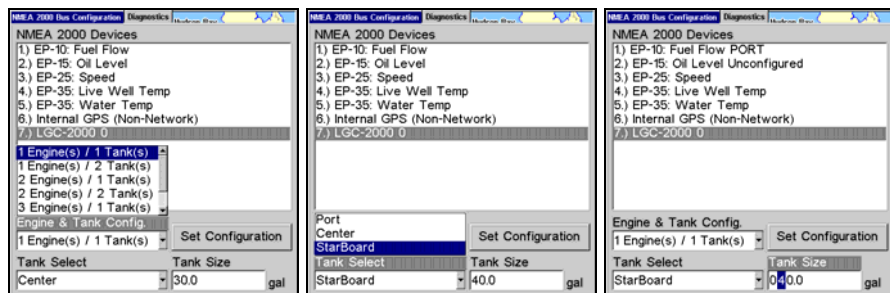 NMEA 2000 Bus Configuration Diagnostics
NMEA 2000 Devices
1.) EP-10: Fuel Flow
2.) EP-15: Oil Level
3.) EP-25: Speed
4.) EP-35: Live Well Temp
5.) EP-35: Water Temp
6.) Internal GPS (Non-Network)
7.) LGC-2000 0
1 Engine(s) / 1 Tank(s)
1 Engine(s) / 2 Tank(s)
2 Engine(s) / 1 Tank(s)
2 Engine(s) / 2 Tank(s)
3 Engine(s) / 1 Tank(s)
Engine & Tank Config.
1 Engine(s) / 1 Tank(s) Set Configuration
Tank Select Tank Size
Center 30.0 gal
NMEA 2000 Bus Configuration Diagnostics
NMEA 2000 Devices
1.) EP-10: Fuel Flow
2.) EP-15: Oil Level
3.) EP-25: Speed
4.) EP-35: Live Well Temp
5.) EP-35: Water Temp
6.) Internal GPS (Non-Network)
7.) LGC-2000 0
Port
Center
StarBoard Set Configuration
Tank Select Tank Size
StarBoard 40.0 gal
NMEA 2000 Bus Configuration Diagnostics
NMEA 2000 Devices
1.) EP-10: Fuel Flow PORT
2.) EP-15: Oil Level Unconfigured
3.) EP-25: Speed
4.) EP-35: Live Well Temp
5.) EP-35: Water Temp
6.) Internal GPS (Non-Network)
7.) LGC-2000 0
Engine & Tank Config.
1 Engine(s) / 1 Tank(s) Set Configuration
Tank Select Tank Size
StarBoard 040.0 gal